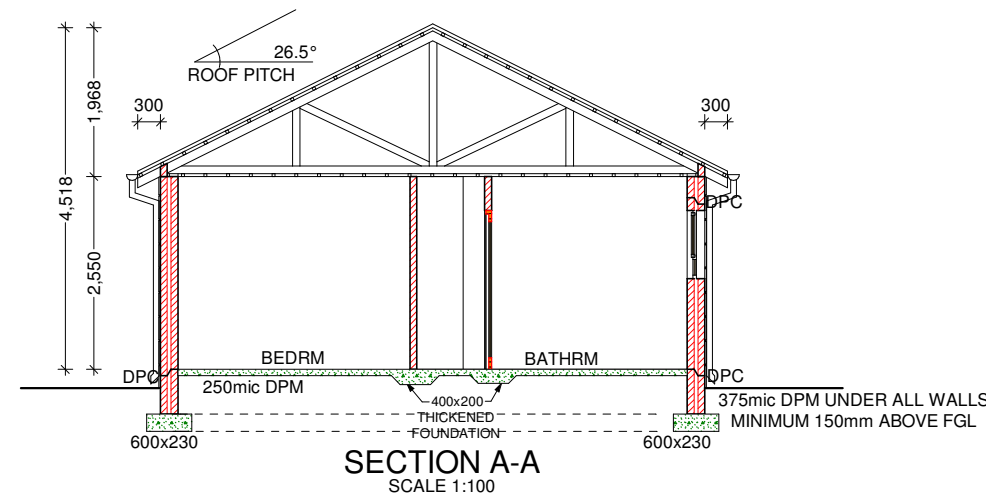 26.5°
ROOF PITCH
300
300
1,968
4,518
2,550
DPC
BEDRM
BATHRM
DPC
DPC
250mic DPM
400x200
THICKENED
FOUNDATION
375mic DPM UNDER ALL WALLS
MINIMUM 150mm ABOVE FGL
600x230
600x230
SECTION A-A
SCALE 1:100